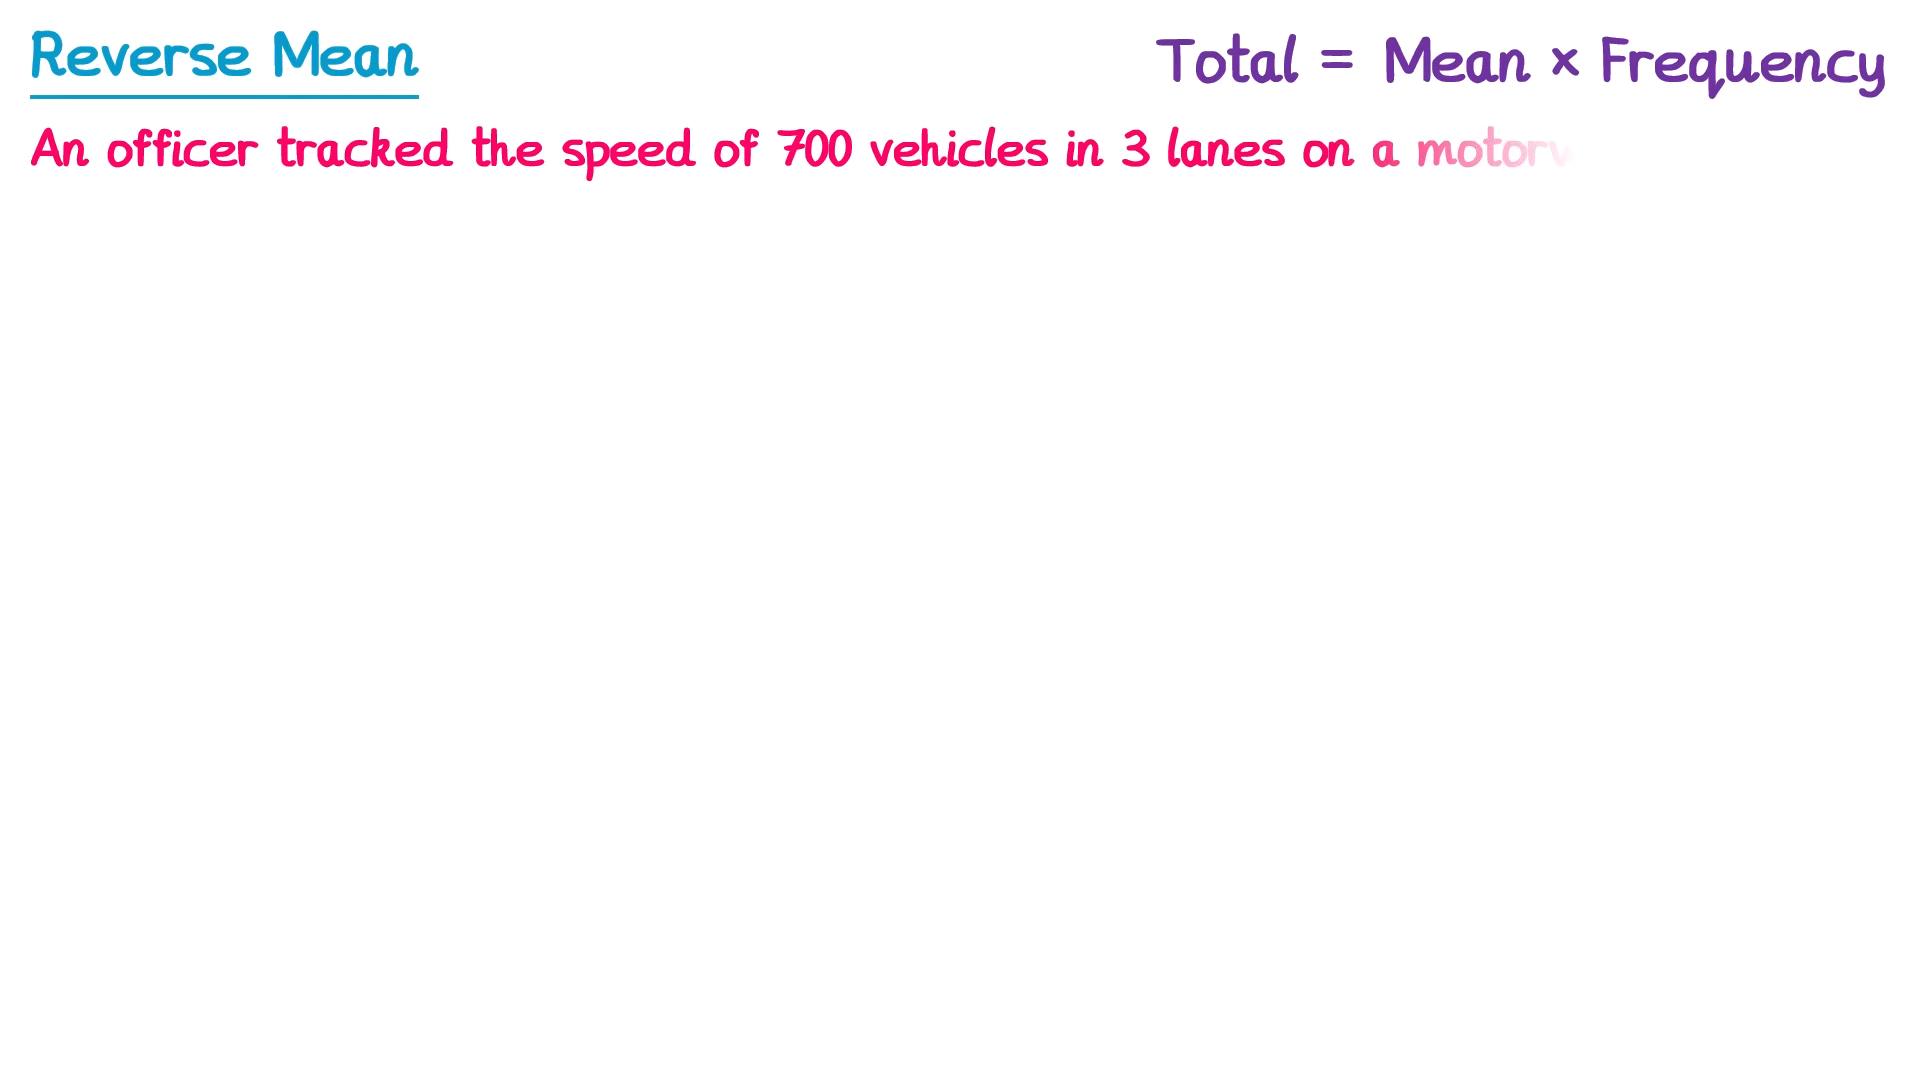 Reverse Mean
Total = Mean × Frequency
An officer tracked the speed of 700 vehicles in 3 lanes on a